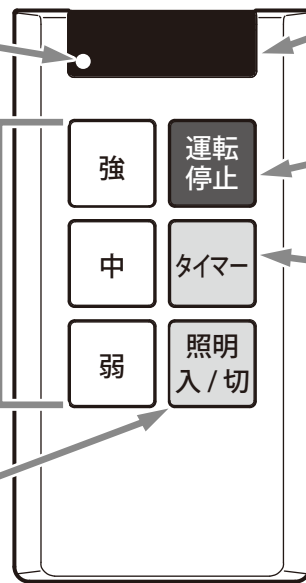 強
運転
停止
中
タイマー
弱
照明
入 / 切